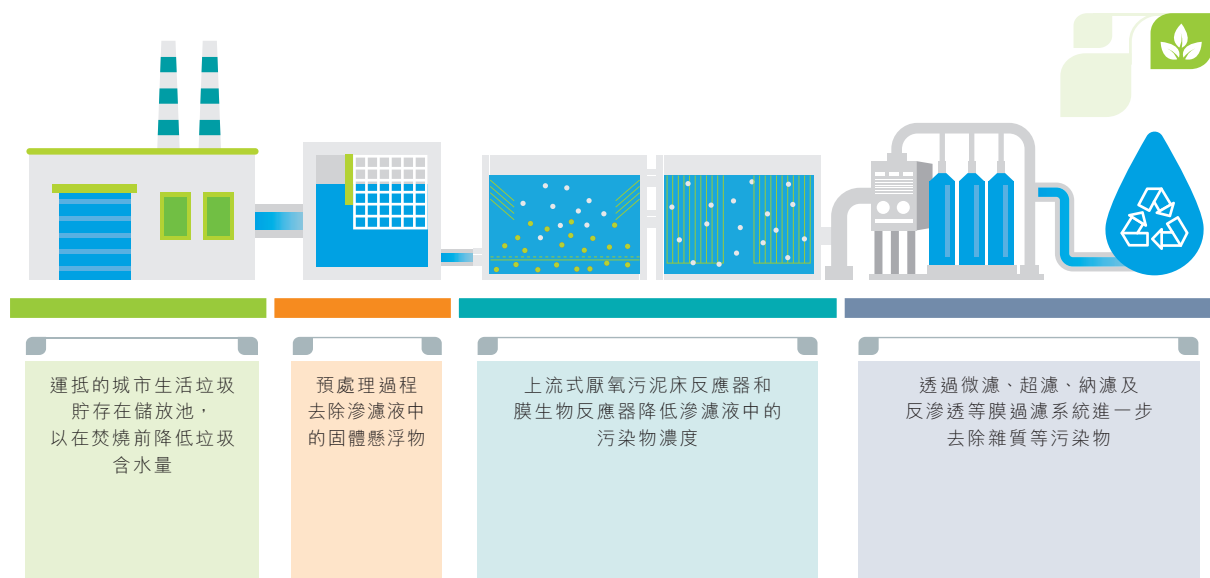 運抵的城市生活垃圾
貯存在儲放池，
以在焚燒前降低垃圾
含水量
預處理過程
去除滲濾液中
的固體懸浮物
上流式厭氧污泥床反應器和
膜生物反應器降低滲濾液中的
污染物濃度
透過微濾、超濾、納濾及
反滲透等膜過濾系統進一步
去除雜質等污染物